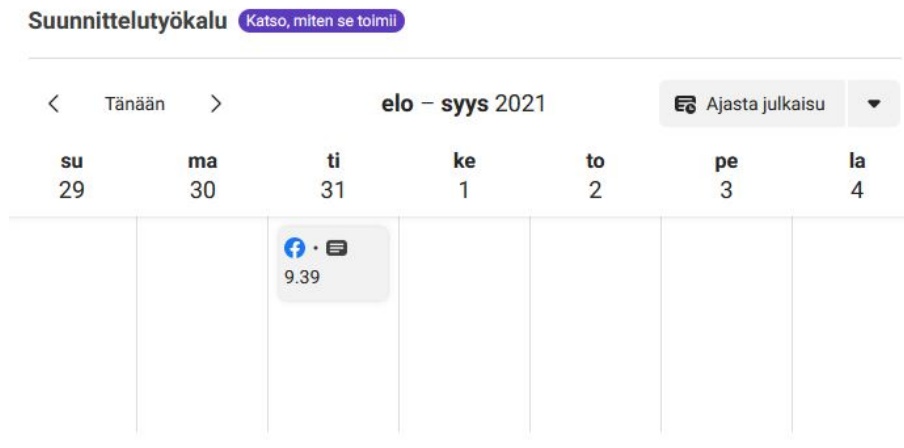 Suunnittelutyökalu Katso, miten se toimii
Tänään elo – syys 2021 Ajasta julkaisu
su ma ti ke to pe la
29 30 31 1 2 3 4
9.39